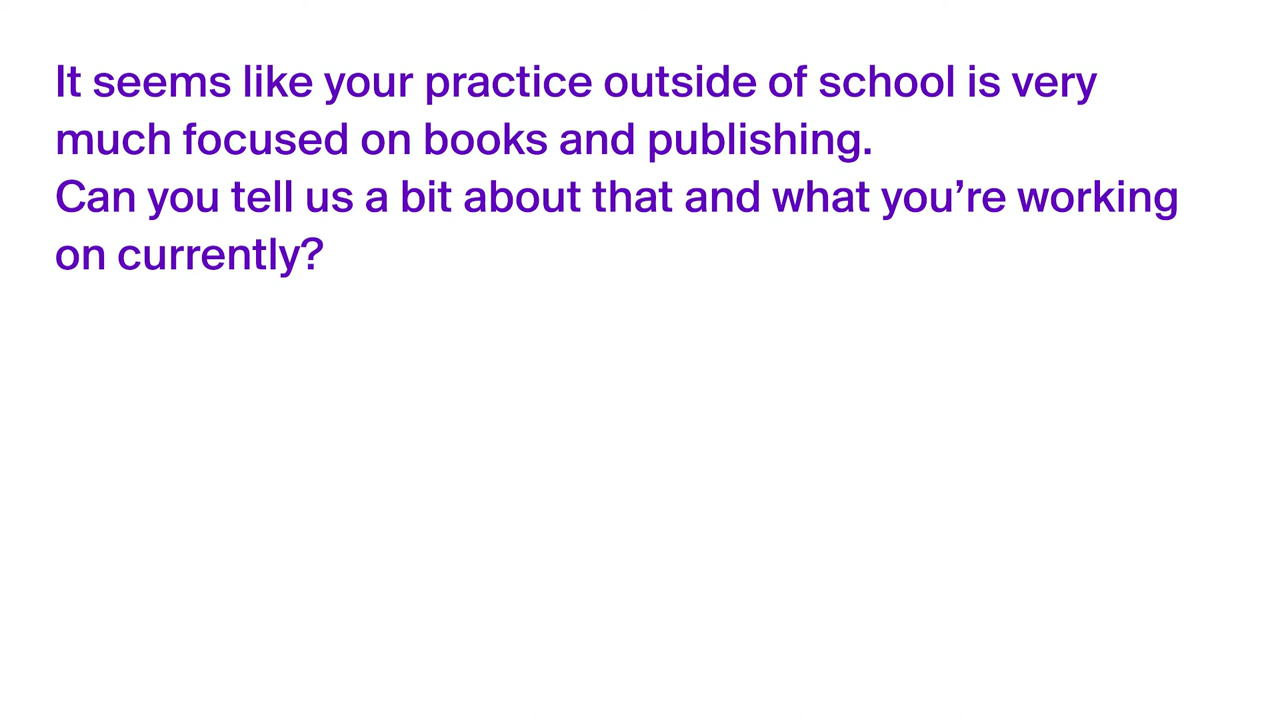 It seems like your practice outside of school is very
much focused on books and publishing.
Can you tell us a bit about that and what you’re working
on currently?